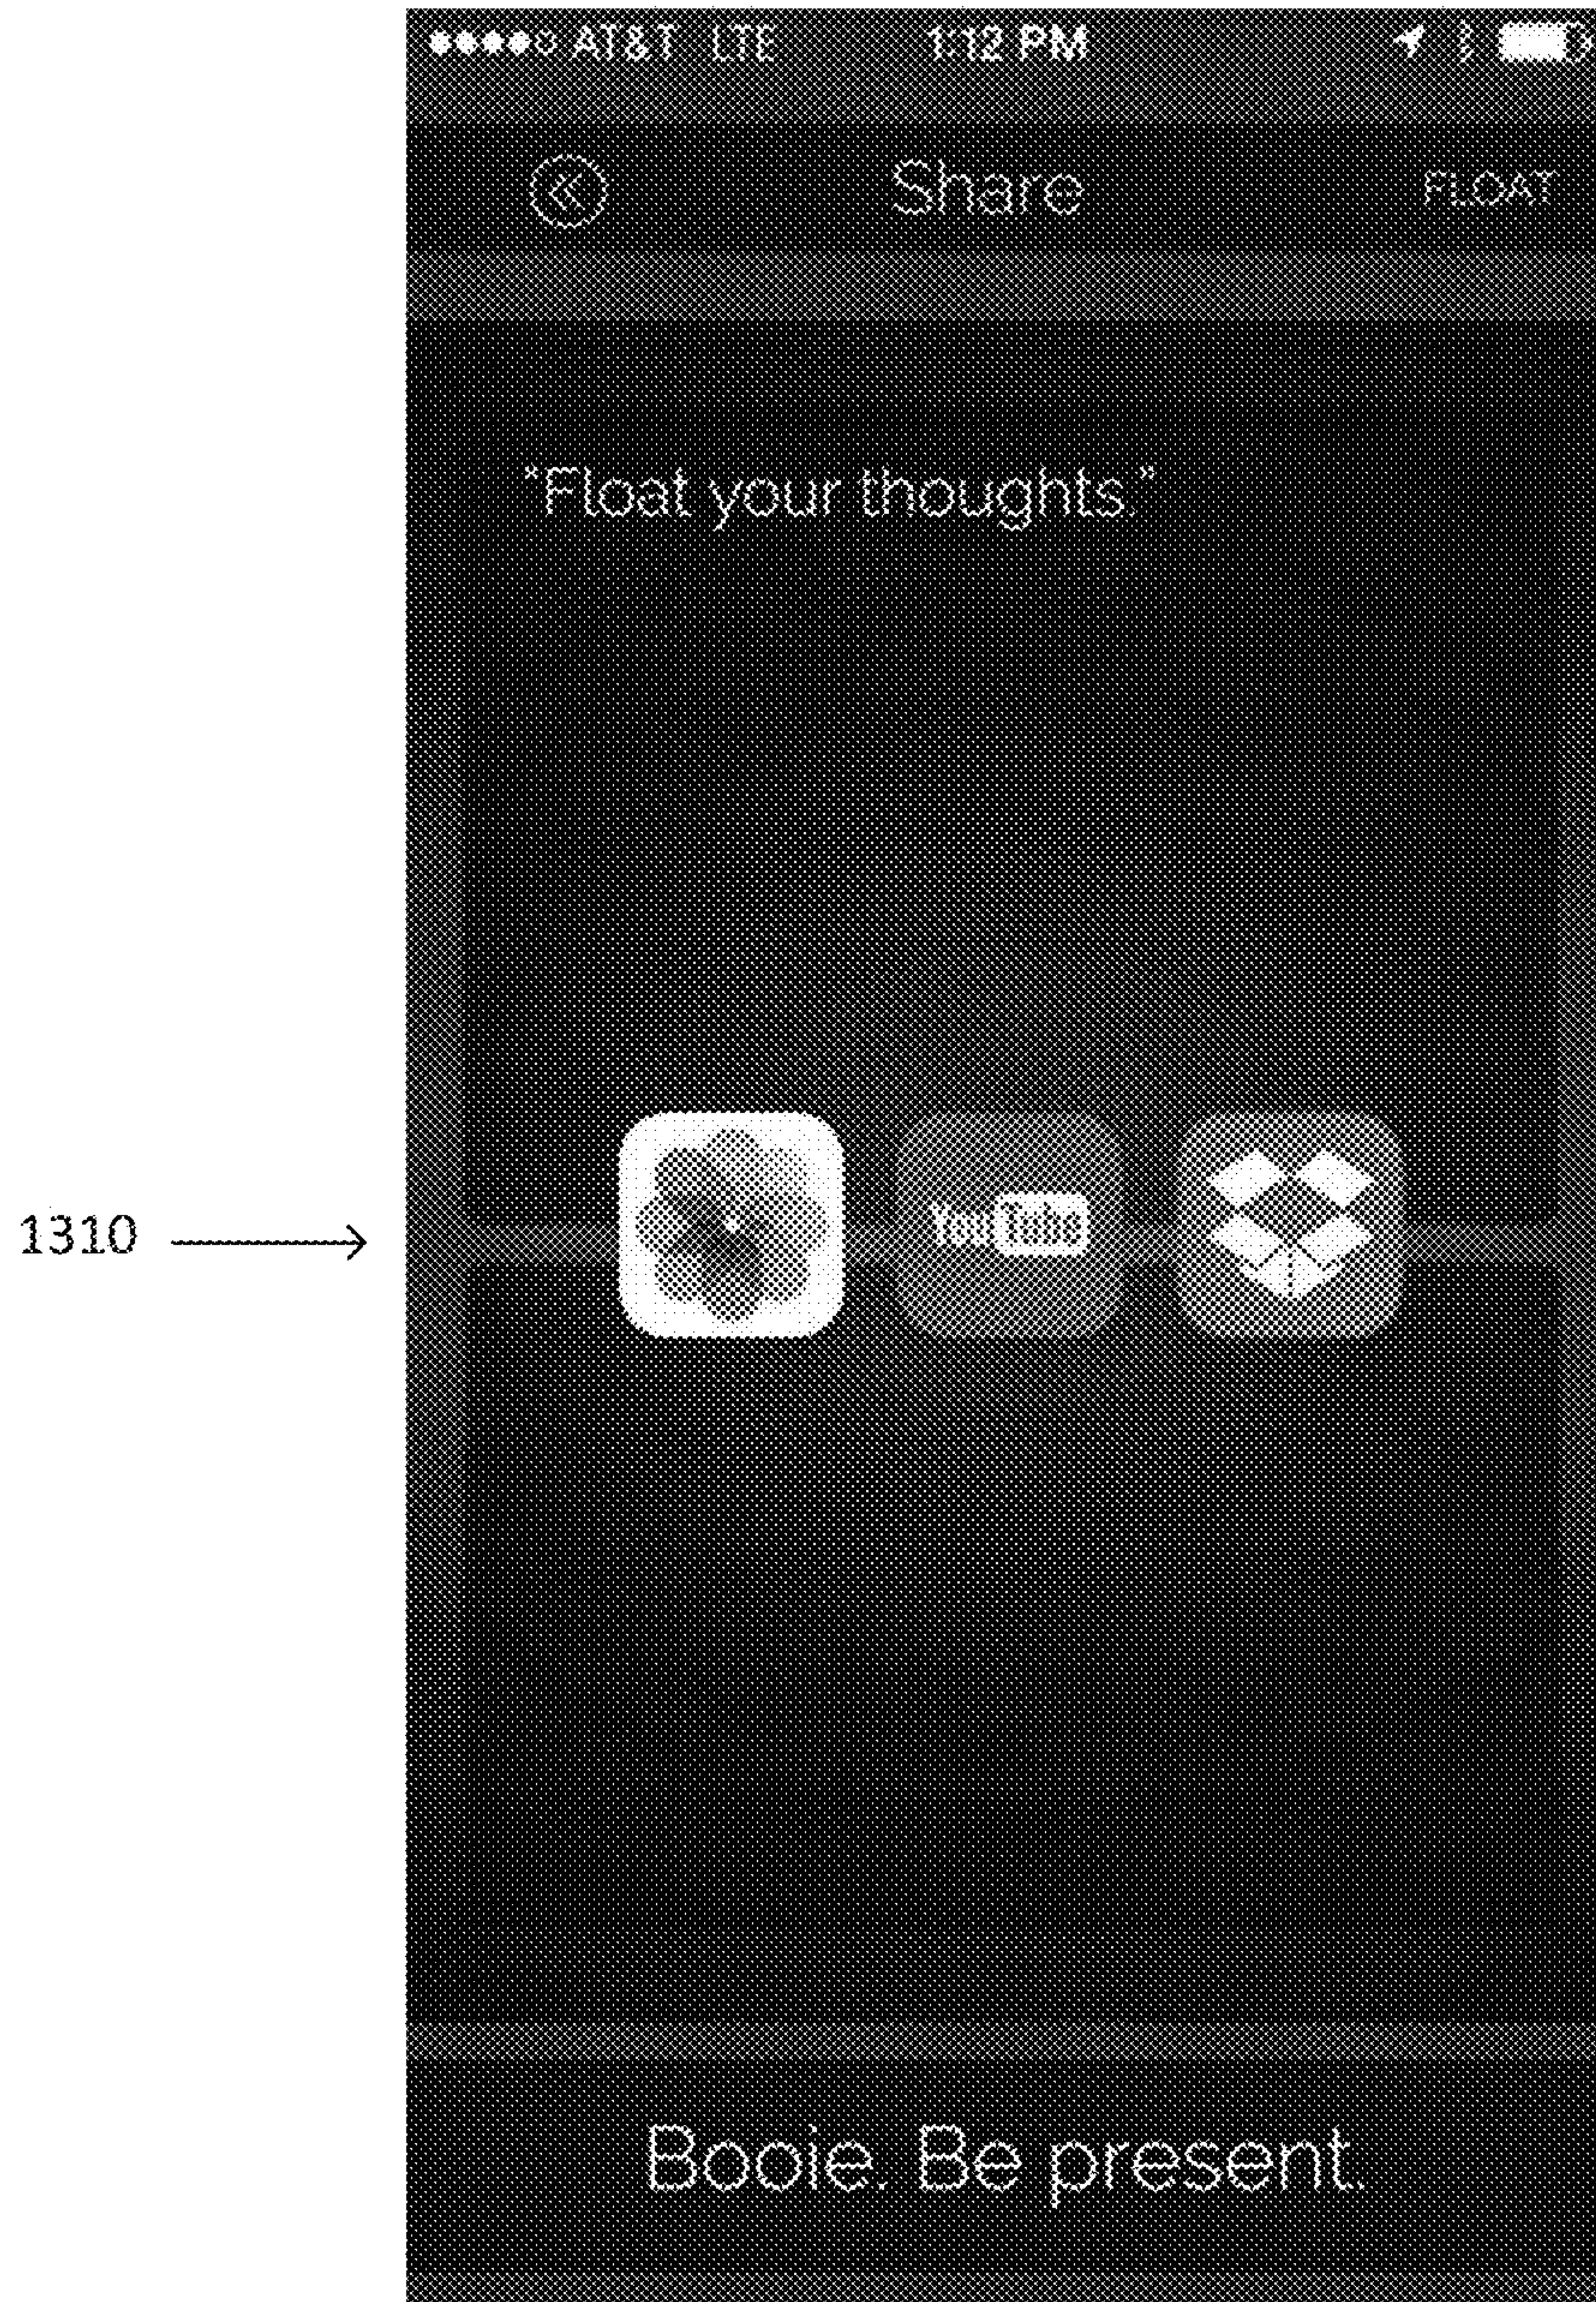 AT&T LTE 1:12 PM
Share FLOAT
"Float your thoughts."
YouTube
1310
Booie. Be present.